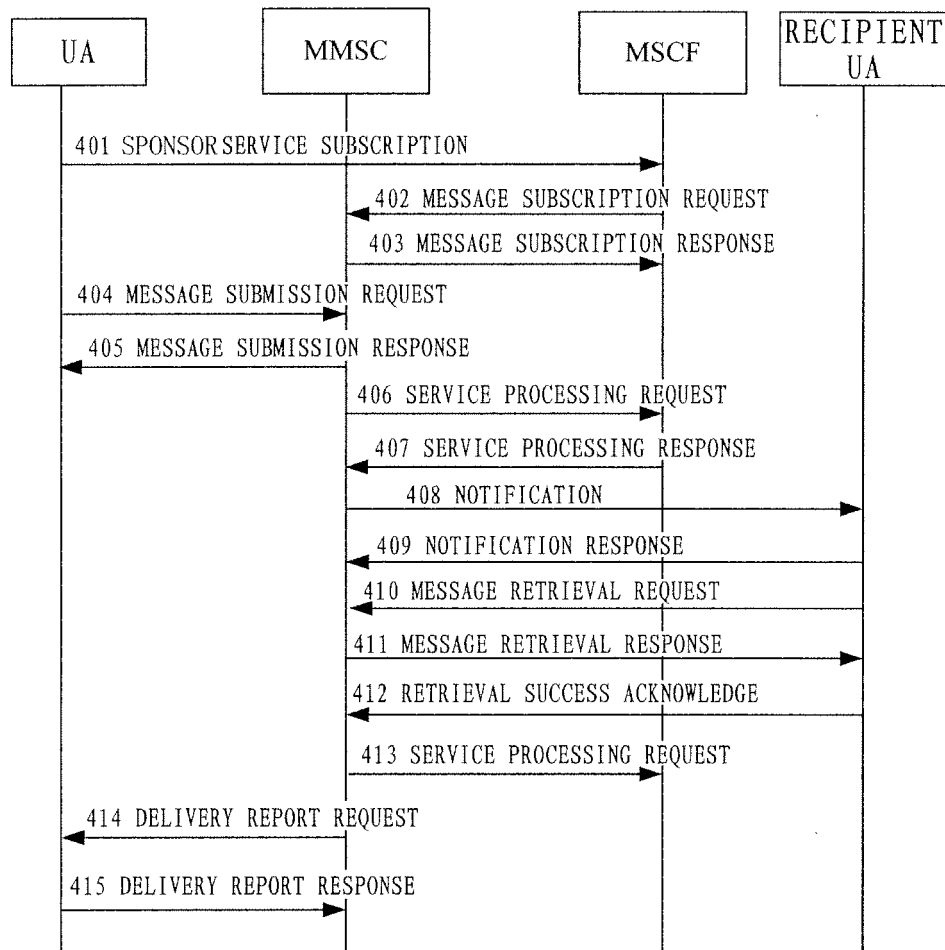 UA
MMSC
MSCF
RECIPIENT
UA
401 SPONSOR SERVICE SUBSCRIPTION
402 MESSAGE SUBSCRIPTION REQUEST
403 MESSAGE SUBSCRIPTION RESPONSE
404 MESSAGE SUBMISSION REQUEST
405 MESSAGE SUBMISSION RESPONSE
406 SERVICE PROCESSING REQUEST
407 SERVICE PROCESSING RESPONSE
408 NOTIFICATION
409 NOTIFICATION RESPONSE
410 MESSAGE RETRIEVAL REQUEST
411 MESSAGE RETRIEVAL RESPONSE
412 RETRIEVAL SUCCESS ACKNOWLEDGE
413 SERVICE PROCESSING REQUEST
414 DELIVERY REPORT REQUEST
415 DELIVERY REPORT RESPONSE